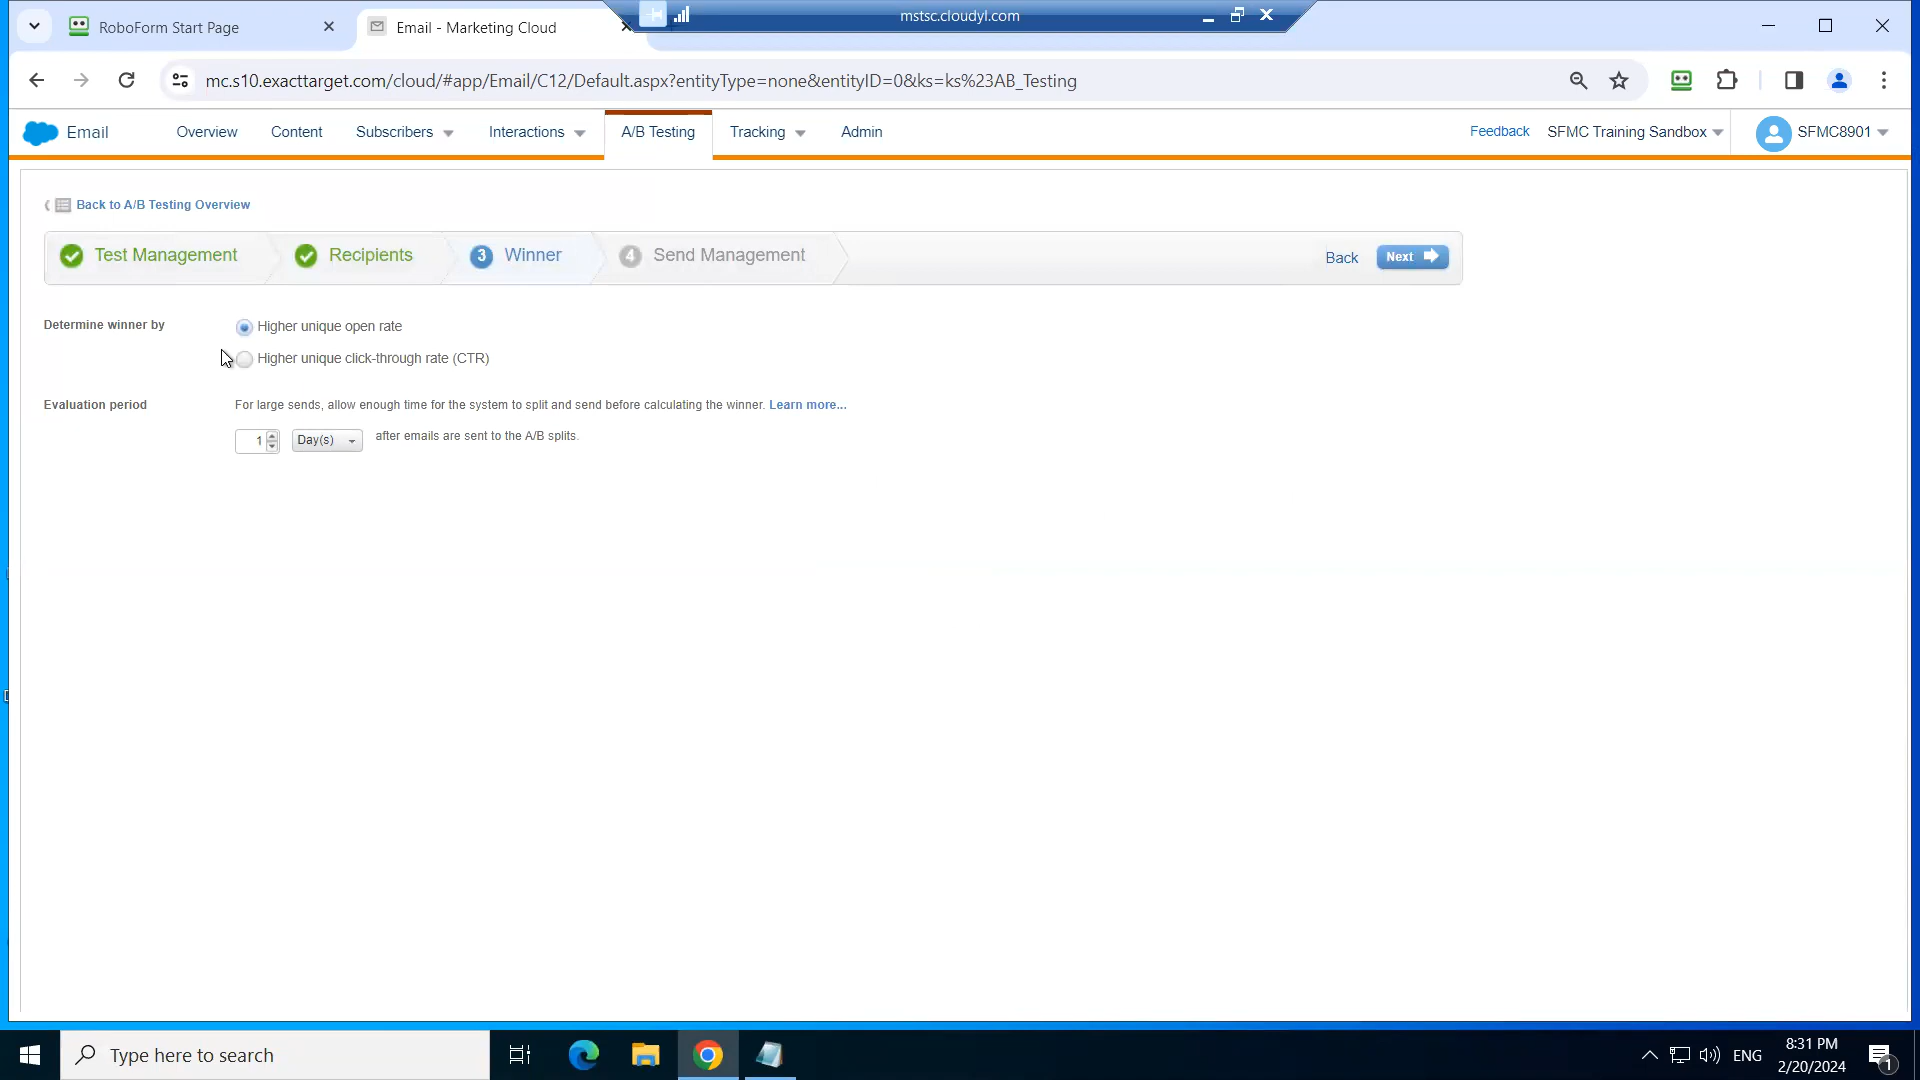 RoboForm Start Page
Email - Marketing Cloud
mstsc.cloudyl.com
mc.s10.exacttarget.com/cloud/#app/Email/C12/Default.aspx?entityType=none&entityID=0&ks=ks%23AB_Testing
Email
Overview
Content
Subscribers
Interactions
A/B Testing
Tracking
Admin
Feedback
SFMC Training Sandbox
SFMC8901
Back to A/B Testing Overview
Test Management
Recipients
3 Winner
4 Send Management
Back
Next
Determine winner by
Higher unique open rate
Higher unique click-through rate (CTR)
Evaluation period
For large sends, allow enough time for the system to split and send before calculating the winner. Learn more...
1 Day(s) after emails are sent to the A/B splits.
Type here to search
ENG
8:31 PM
2/20/2024
1